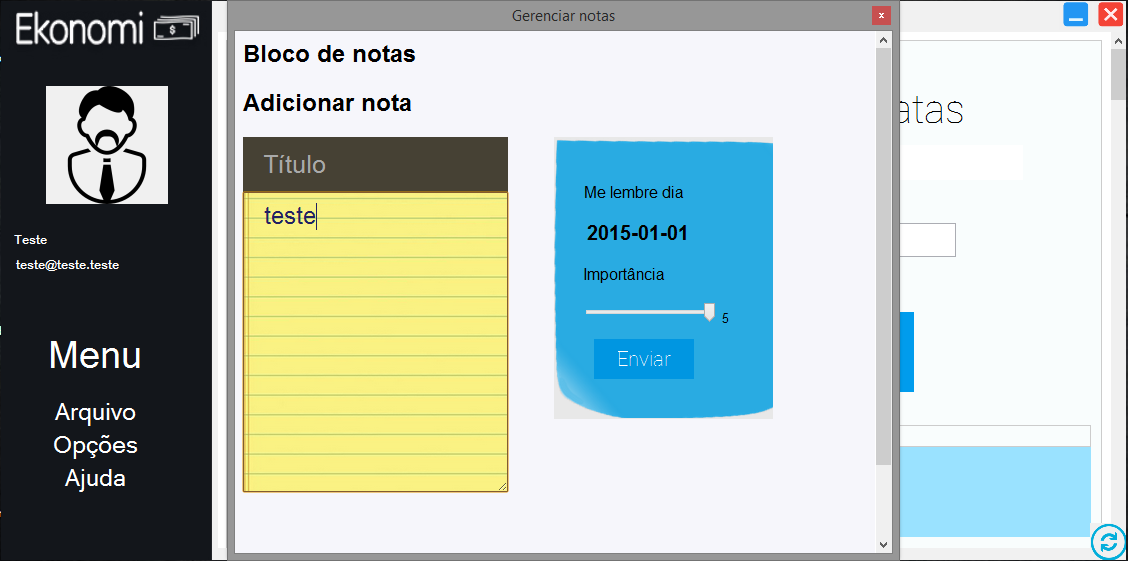 Ekonomi
Teste
teste@teste.teste
Menu
Arquivo
Opções
Ajuda
Gerenciar notas
x
Bloco de notas
Adicionar nota
Título
teste
Me lembre dia
2015-01-01
Importância
5
Enviar
atas